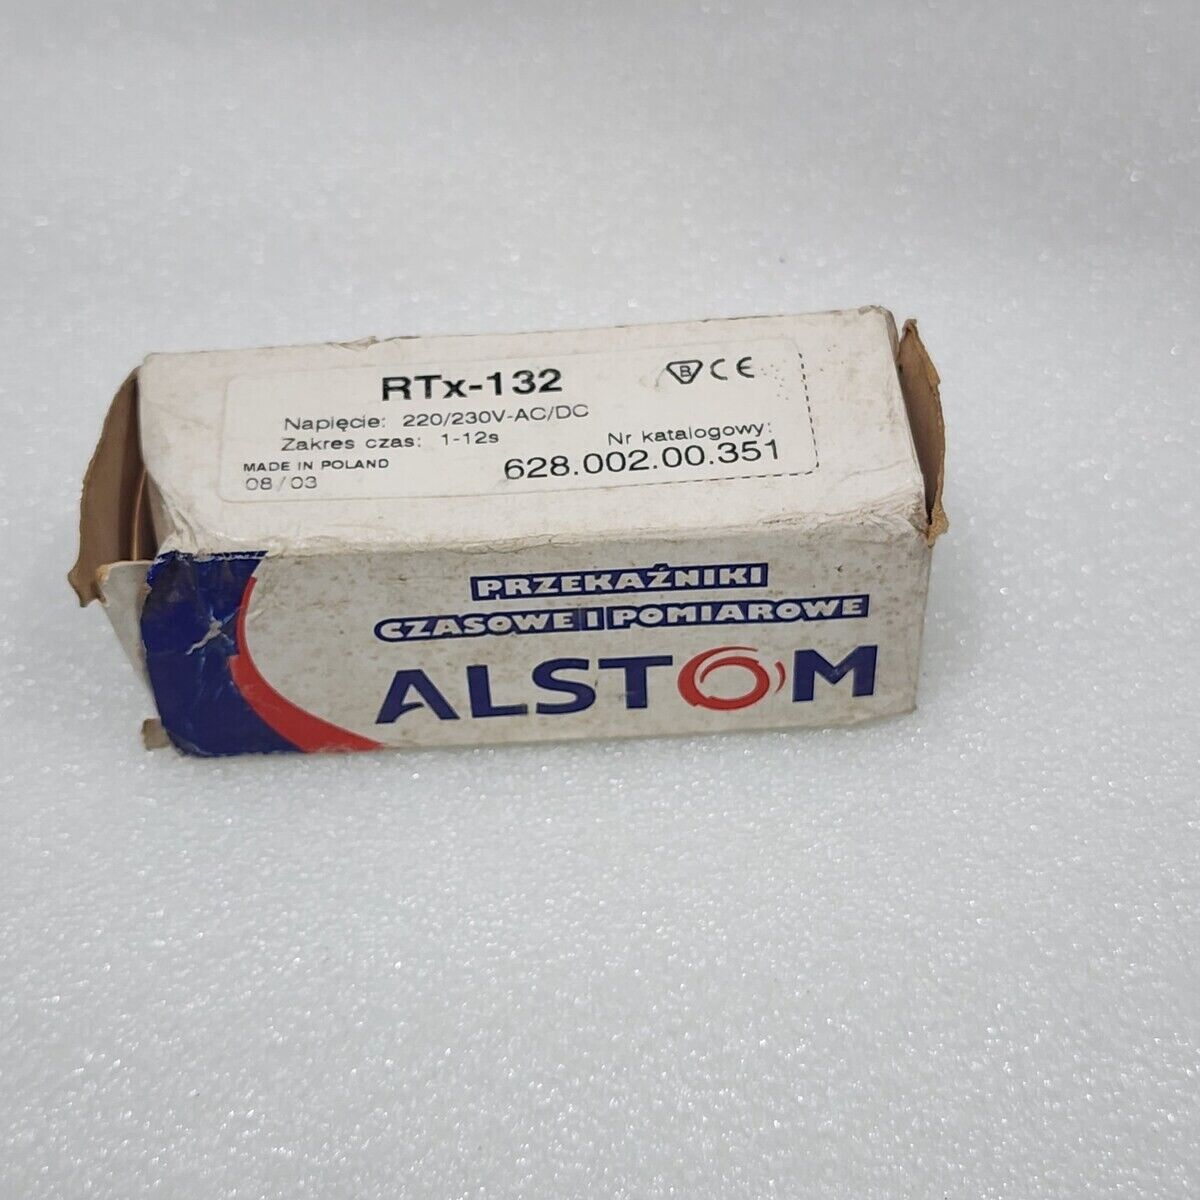 RTx-132
B CE
Napięcie: 220/230V-AC/DC
Zakres czas: 1-12s
Nr katalogowy:
MADE IN POLAND
628.002.00.351
08/03
PRZEKAŹNIKI
CZASOWE I POMIAROWE
ALSTOM